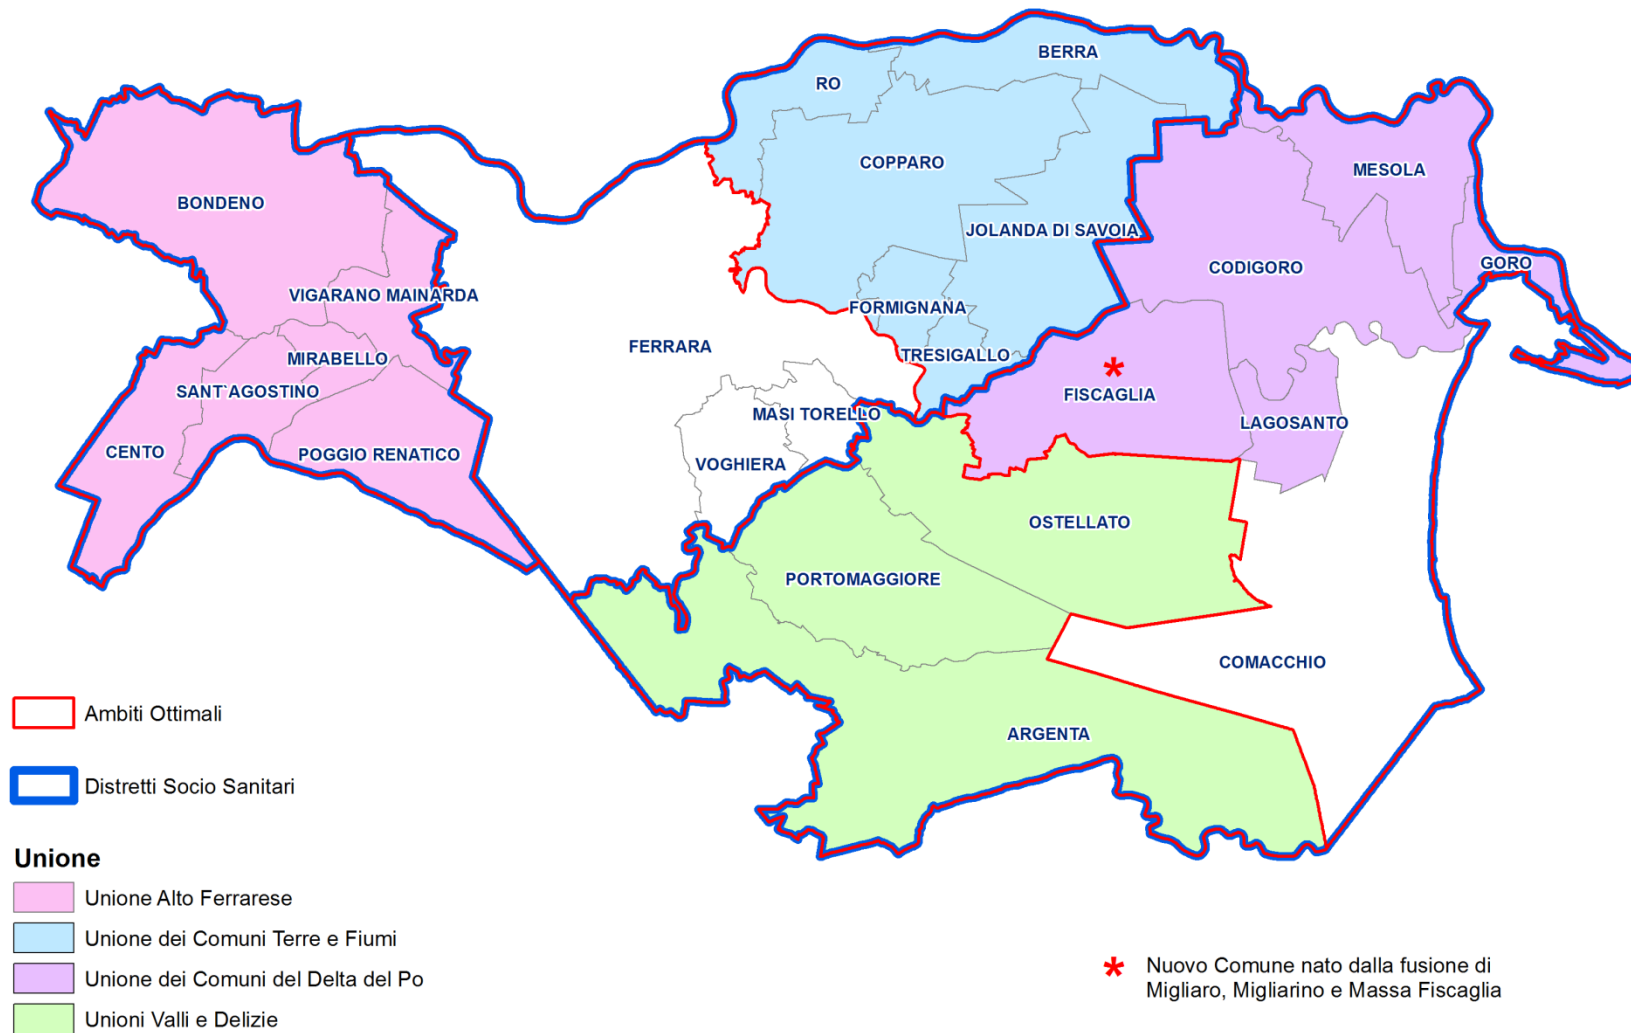 BERRA
RO
COPPARO
MESOLA
BONDENO
JOLANDA DI SAVOIA
CODIGORO
GORO
VIGARANO MAINARDA
FORMIGNANA
FERRARA
MIRABELLO
TRESIGALLO
SANT`AGOSTINO
*
FISCAGLIA
MASI TORELLO
LAGOSANTO
CENTO
POGGIO RENATICO
VOGHIERA
OSTELLATO
PORTOMAGGIORE
COMACCHIO
ARGENTA
Ambiti Ottimali
Distretti Socio Sanitari
Unione
Unione Alto Ferrarese
Unione dei Comuni Terre e Fiumi
Unione dei Comuni del Delta del Po
Unioni Valli e Delizie
* Nuovo Comune nato dalla fusione di
Migliaro, Migliarino e Massa Fiscaglia